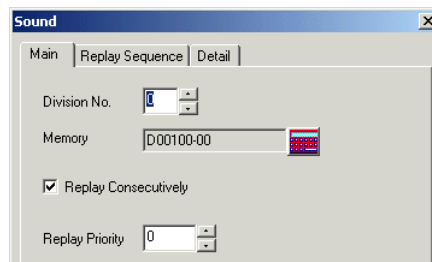 Sound
Main Replay Sequence Detail
Division No. 0
Memory D00100-00
Replay Consecutively
Replay Priority 0